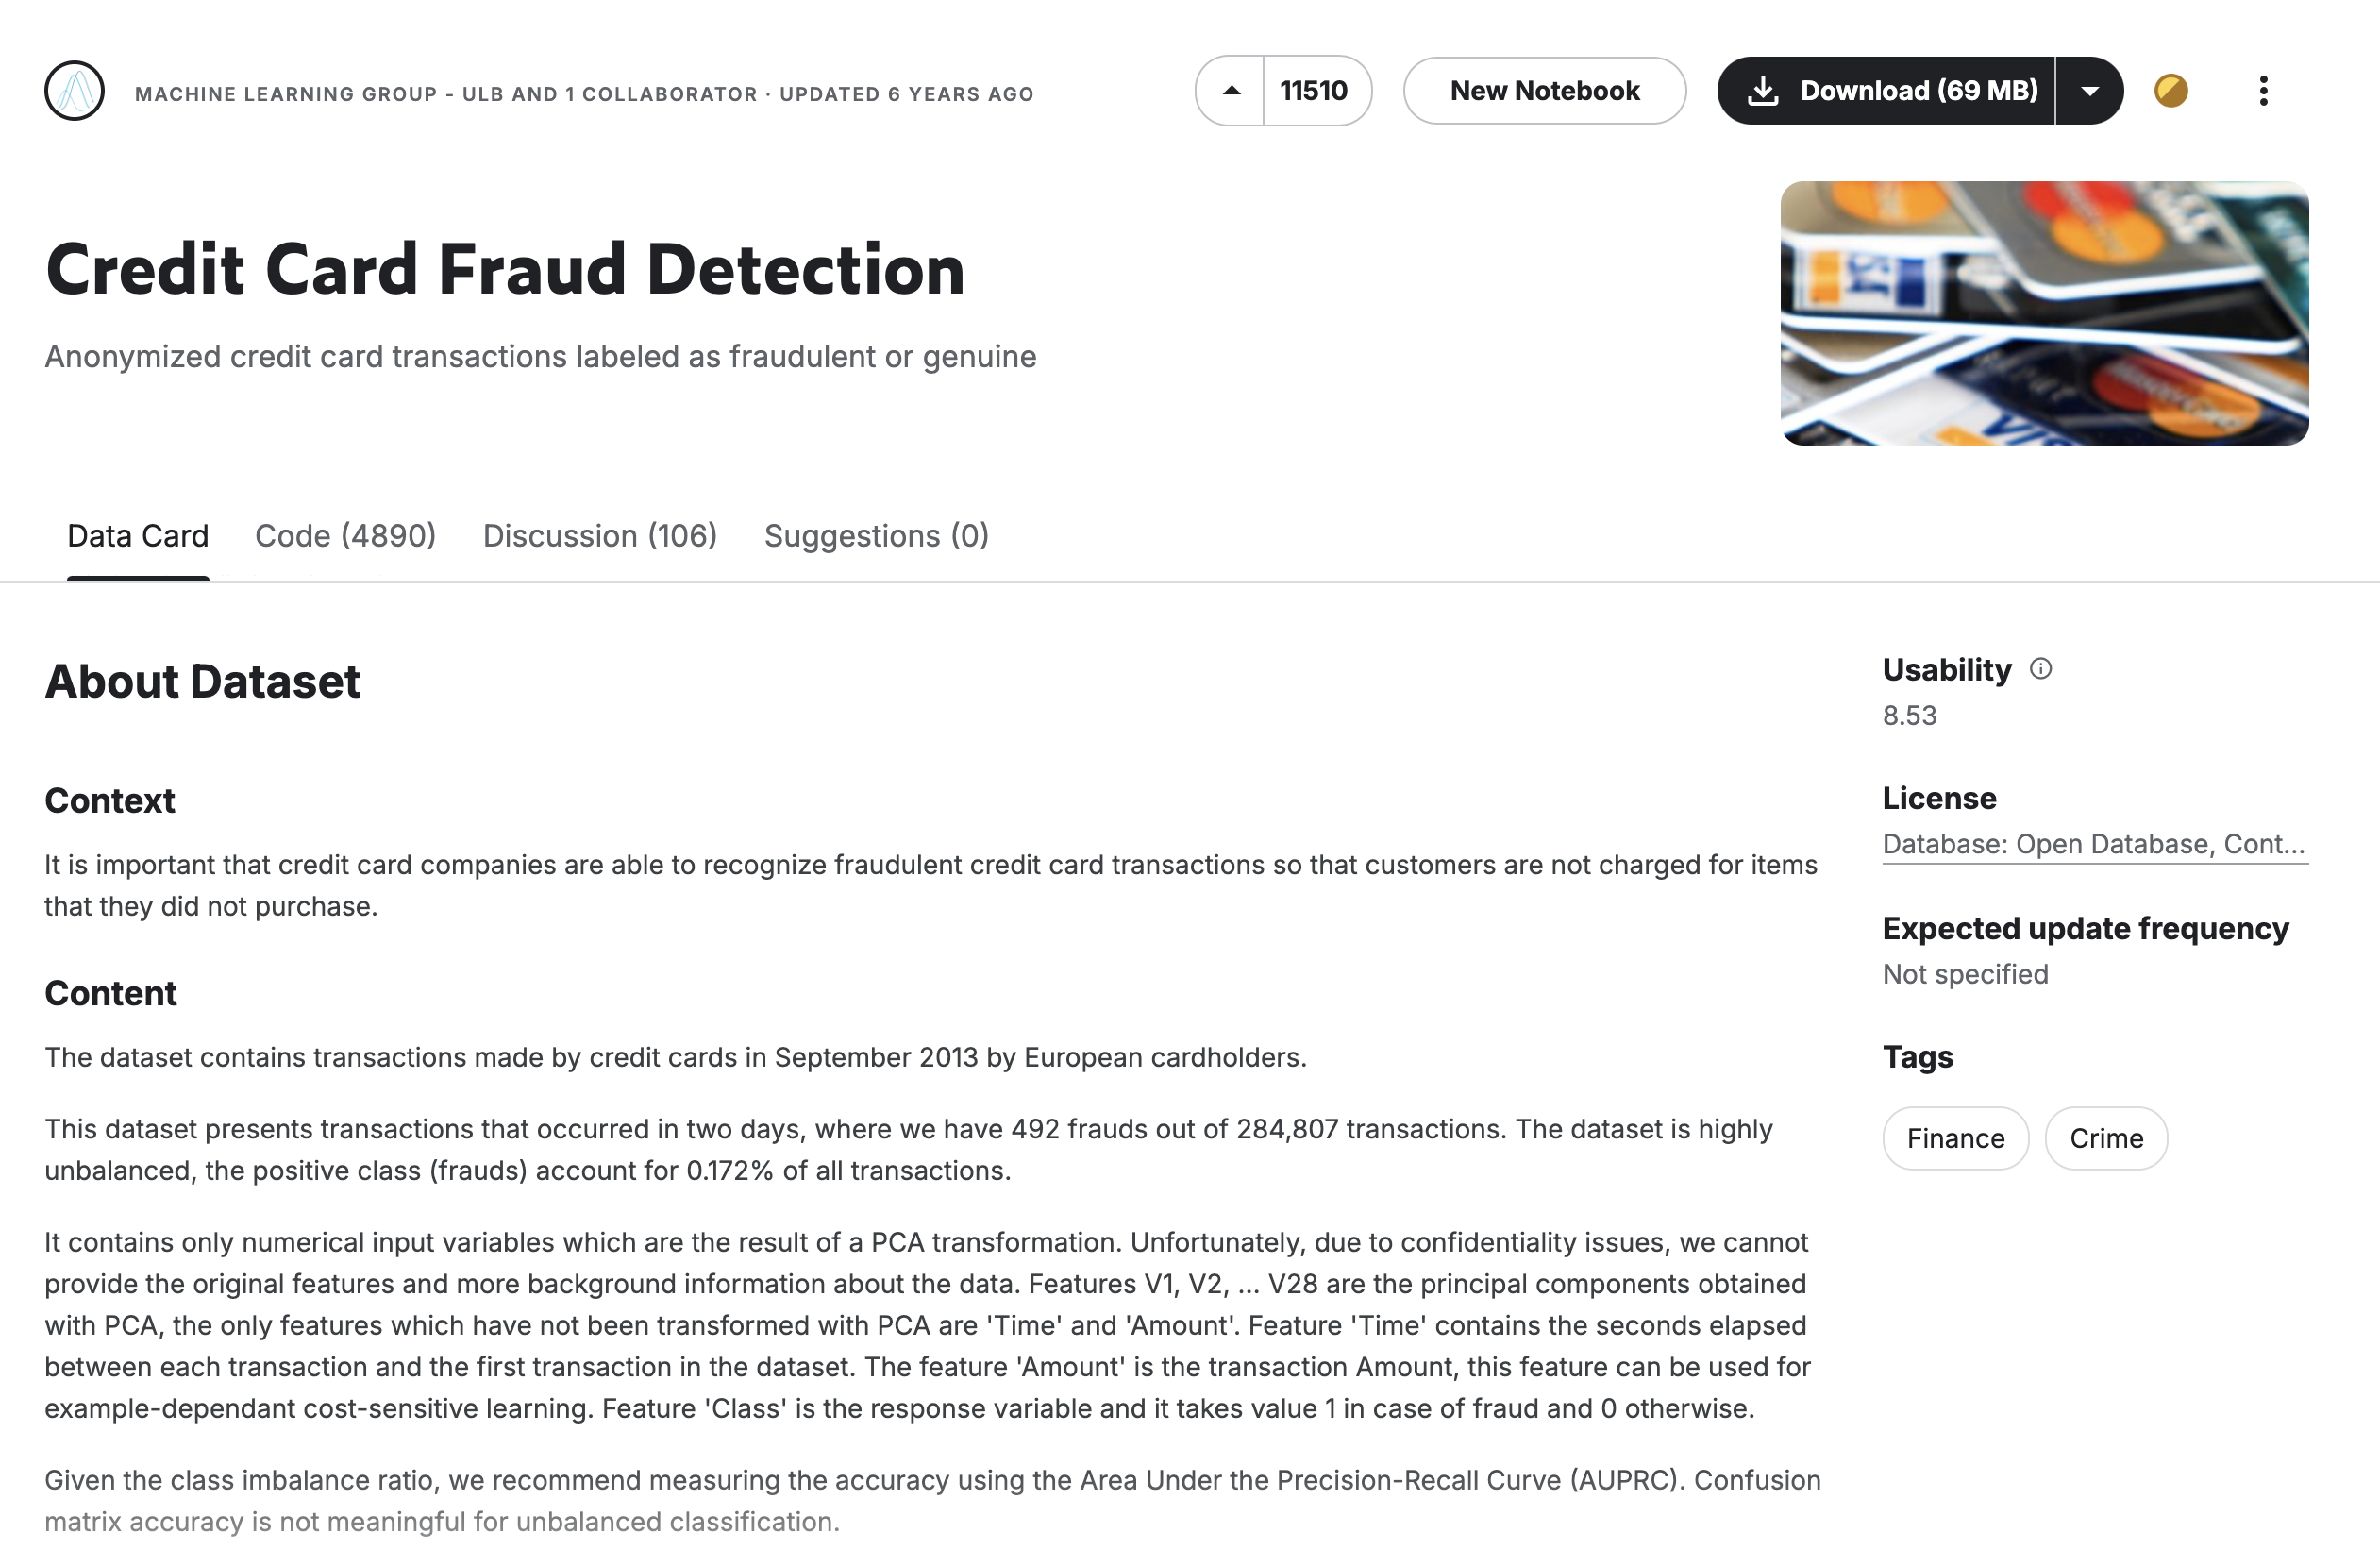 MACHINE LEARNING GROUP - ULB AND 1 COLLABORATOR · UPDATED 6 YEARS AGO
11510
New Notebook
Download (69 MB)
Credit Card Fraud Detection
Anonymized credit card transactions labeled as fraudulent or genuine
VISA
MasterCard
Data Card
Code (4890)
Discussion (106)
Suggestions (0)
About Dataset
Context
It is important that credit card companies are able to recognize fraudulent credit card transactions so that customers are not charged for items
that they did not purchase.
Content
The dataset contains transactions made by credit cards in September 2013 by European cardholders.
This dataset presents transactions that occurred in two days, where we have 492 frauds out of 284,807 transactions. The dataset is highly
unbalanced, the positive class (frauds) account for 0.172% of all transactions.
It contains only numerical input variables which are the result of a PCA transformation. Unfortunately, due to confidentiality issues, we cannot
provide the original features and more background information about the data. Features V1, V2, ... V28 are the principal components obtained
with PCA, the only features which have not been transformed with PCA are 'Time' and 'Amount'. Feature 'Time' contains the seconds elapsed
between each transaction and the first transaction in the dataset. The feature 'Amount' is the transaction Amount, this feature can be used for
example-dependant cost-sensitive learning. Feature 'Class' is the response variable and it takes value 1 in case of fraud and 0 otherwise.
Given the class imbalance ratio, we recommend measuring the accuracy using the Area Under the Precision-Recall Curve (AUPRC). Confusion
matrix accuracy is not meaningful for unbalanced classification.
Usability
8.53
License
Database: Open Database, Cont...
Expected update frequency
Not specified
Tags
Finance
Crime